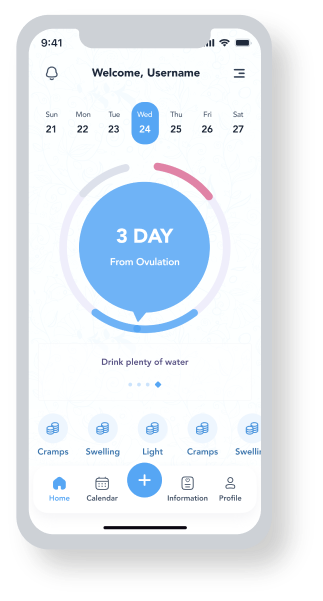 9:41
Welcome, Username
Sun Mon Tue Wed Thu Fri Sat
21 22 23 24 25 26 27
3 DAY
From Ovulation
Drink plenty of water
Cramps Swelling Light Cramps Swellin
Home Calendar + Information Profile